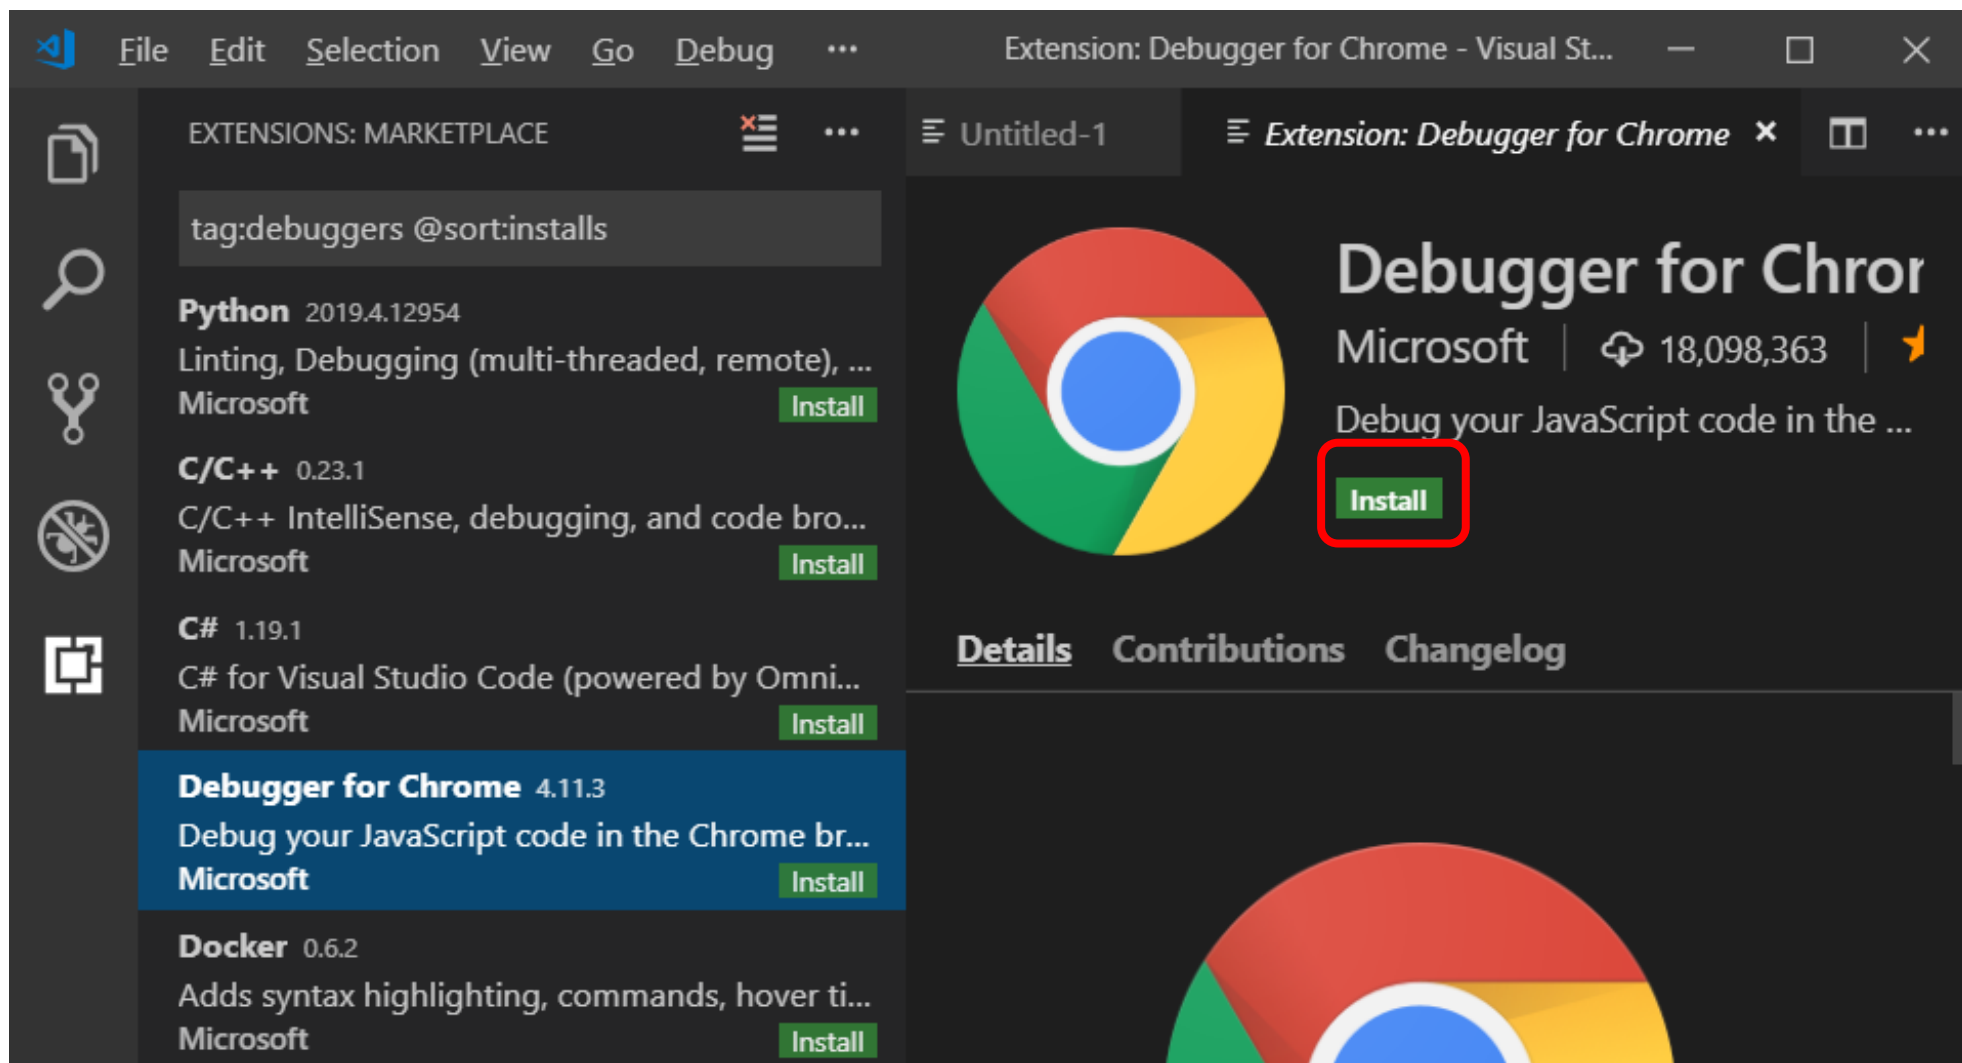 File Edit Selection View Go Debug ··· Extension: Debugger for Chrome - Visual St...
EXTENSIONS: MARKETPLACE
Untitled-1
Extension: Debugger for Chrome
tag:debuggers @sort:installs
Python 2019.4.12954
Linting, Debugging (multi-threaded, remote), ...
Microsoft
Install
C/C++ 0.23.1
C/C++ IntelliSense, debugging, and code bro...
Microsoft
Install
C# 1.19.1
C# for Visual Studio Code (powered by Omni...
Microsoft
Install
Debugger for Chrome 4.11.3
Debug your JavaScript code in the Chrome br...
Microsoft
Install
Docker 0.6.2
Adds syntax highlighting, commands, hover ti...
Microsoft
Install
Debugger for Chror
Microsoft 18,098,363
Debug your JavaScript code in the ...
Install
Details Contributions Changelog